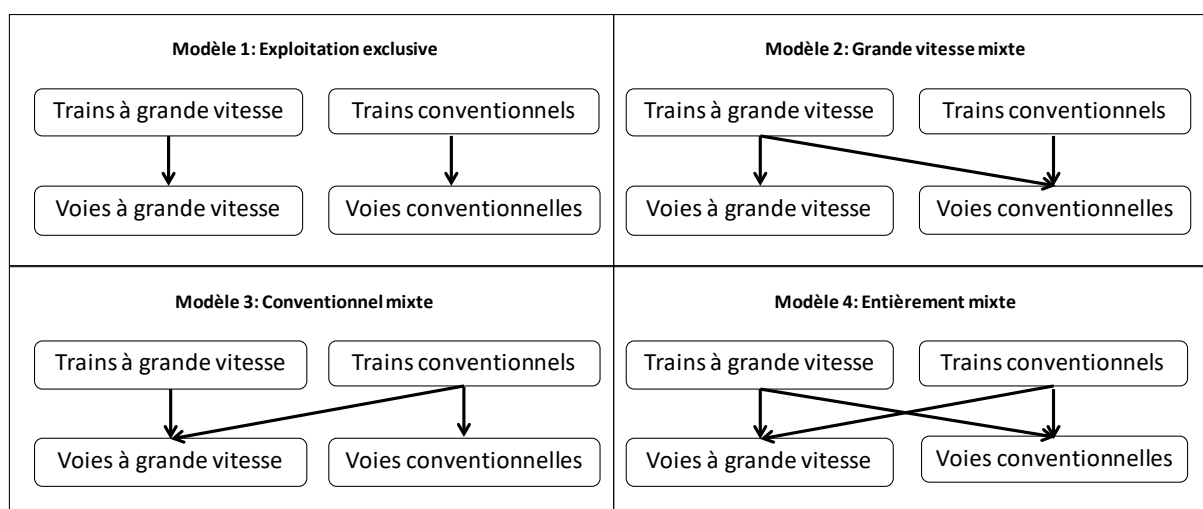 Modèle 1: Exploitation exclusive
Trains à grande vitesse
Trains conventionnels
Voies à grande vitesse
Voies conventionnelles
Modèle 2: Grande vitesse mixte
Trains à grande vitesse
Trains conventionnels
Voies à grande vitesse
Voies conventionnelles
Modèle 3: Conventionnel mixte
Trains à grande vitesse
Trains conventionnels
Voies à grande vitesse
Voies conventionnelles
Modèle 4: Entièrement mixte
Trains à grande vitesse
Trains conventionnels
Voies à grande vitesse
Voies conventionnelles